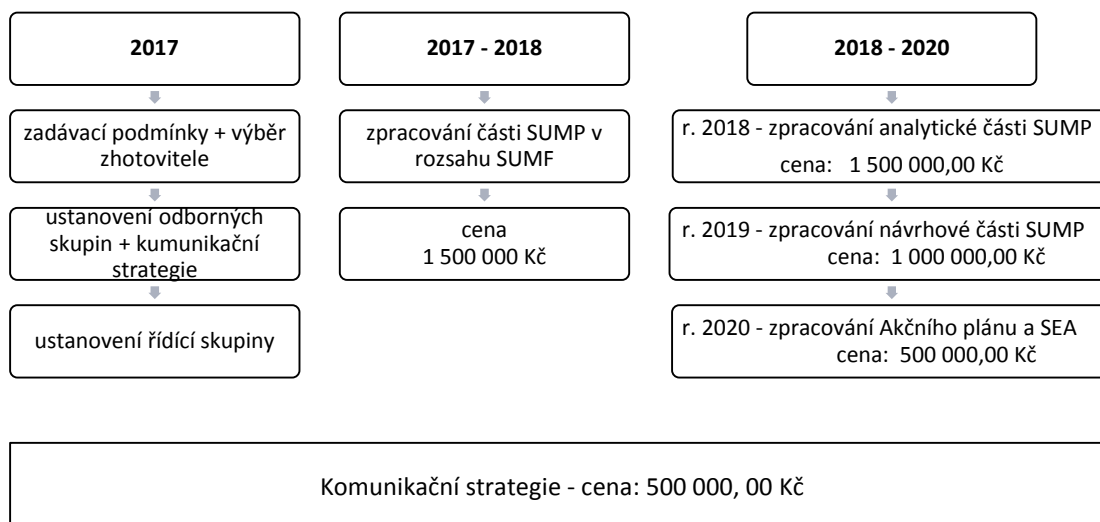 2017
zadávací podmínky + výběr
zhotovitele
ustanovení odborných
skupin + kumunikační
strategie
ustanovení řídící skupiny
2017 - 2018
zpracování části SUMP v
rozsahu SUMF
cena
1 500 000 Kč
2018 - 2020
r. 2018 - zpracování analytické části SUMP
cena: 1 500 000,00 Kč
r. 2019 - zpracování návrhové části SUMP
cena: 1 000 000,00 Kč
r. 2020 - zpracování Akčního plánu a SEA
cena: 500 000,00 Kč
Komunikační strategie - cena: 500 000, 00 Kč